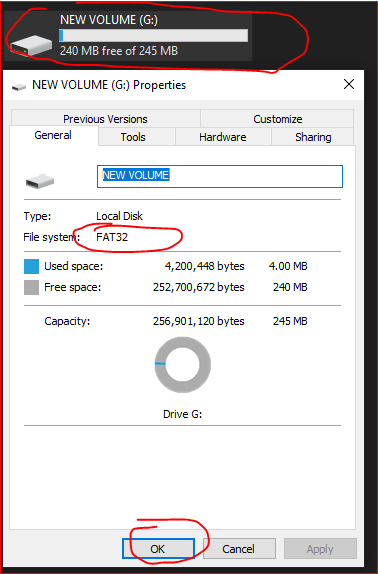 NEW VOLUME (G:)
240 MB free of 245 MB
NEW VOLUME (G:) Properties
Previous Versions Customize
General Tools Hardware Sharing
NEW VOLUME
Type: Local Disk
File system: FAT32
Used space: 4,200,448 bytes 4.00 MB
Free space: 252,700,672 bytes 240 MB
Capacity: 256,901,120 bytes 245 MB
Drive G:
OK Cancel Apply